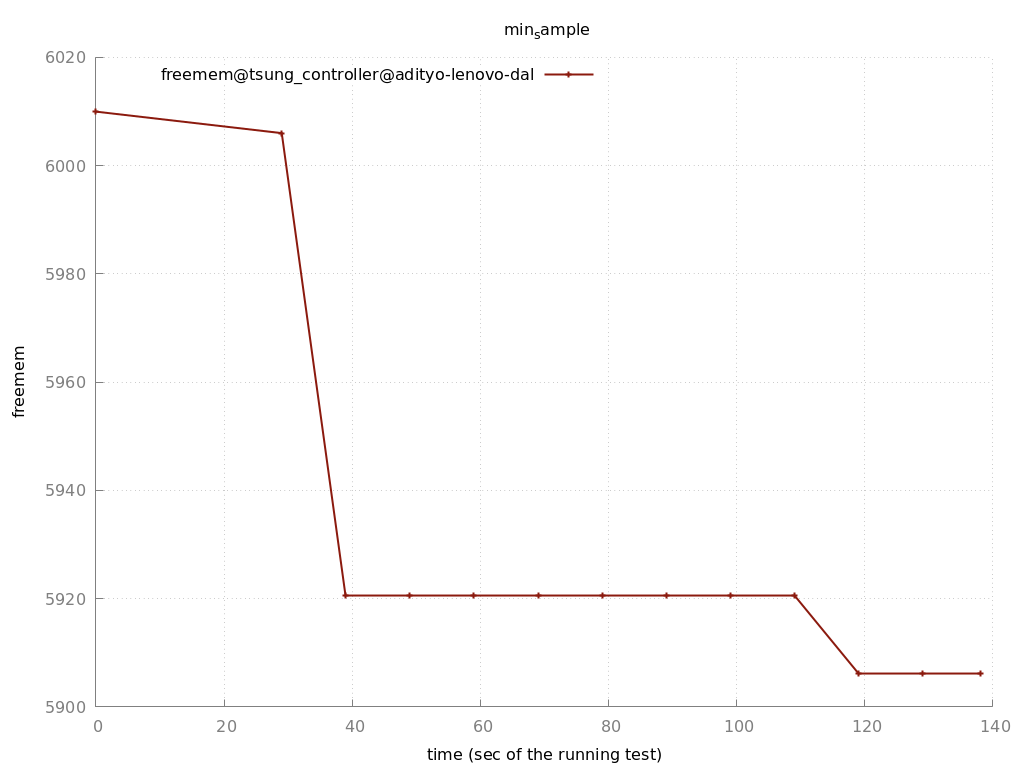 minsample
6020
freemem@tsung_controller@adityo-lenovo-dal
6000
5980
5960
5940
5920
5900
freemem
0 20 40 60 80 100 120 140
time (sec of the running test)